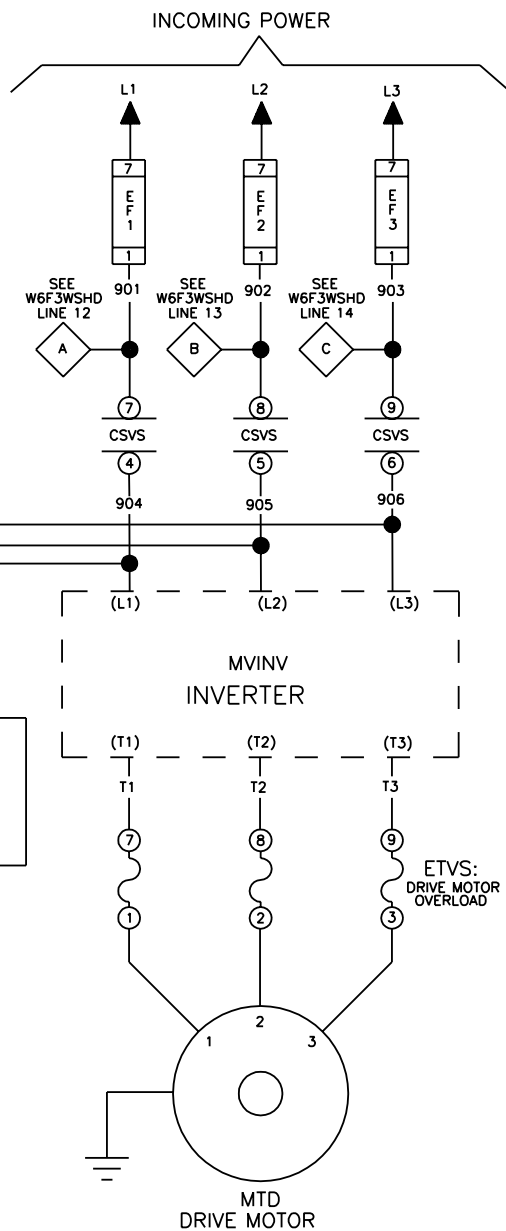 INCOMING POWER
L1 L2 L3
7 7 7
E E E
F F F
1 2 3
1 1 1
901 902 903
SEE SEE SEE
W6F3WSHD W6F3WSHD W6F3WSHD
LINE 12 LINE 13 LINE 14
A B C
7 8 9
CSVS CSVS CSVS
4 5 6
904 905 906
(L1) (L2) (L3)
MVINV
INVERTER
(T1) (T2) (T3)
T1 T2 T3
7 8 9
ETVS:
DRIVE MOTOR
OVERLOAD
1 2 3
1 2 3
MTD
DRIVE MOTOR